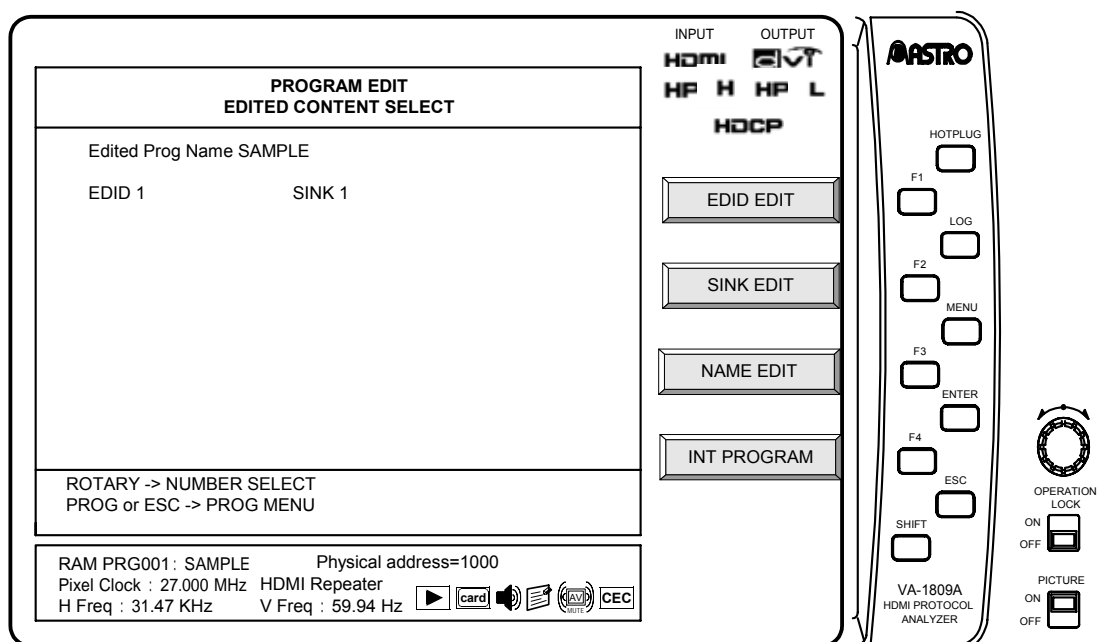 PROGRAM EDIT
EDITED CONTENT SELECT
Edited Prog Name SAMPLE
EDID 1 SINK 1
ROTARY -> NUMBER SELECT
PROG or ESC -> PROG MENU
RAM PRG001: SAMPLE Physical address=1000
Pixel Clock : 27.000 MHz HDMI Repeater
H Freq : 31.47 KHz V Freq : 59.94 Hz
card
AV
MUTE
CEC
INPUT OUTPUT
HDMI DVI
HP H HP L
HDCP
EDID EDIT
SINK EDIT
NAME EDIT
INT PROGRAM
ASTRO
HOTPLUG
F1
LOG
F2
MENU
F3
ENTER
F4
ESC
SHIFT
VA-1809A
HDMI PROTOCOL
ANALYZER
OPERATION
LOCK
ON
OFF
PICTURE
ON
OFF